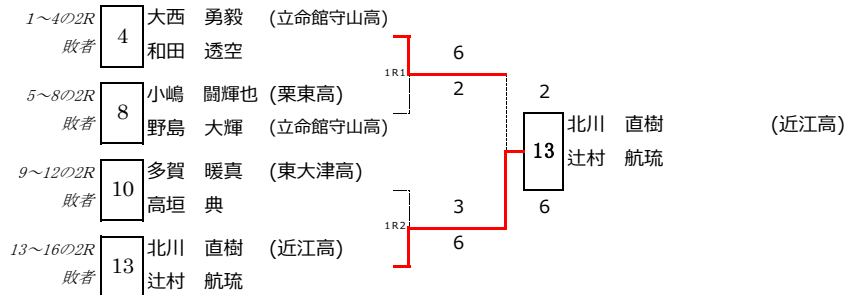 1～4の2R 敗者 4 大西 勇毅 (立命館守山高)
和田 透空
6
1R1
2
5～8の2R 敗者 8 小嶋 闘輝也 (栗東高)
野島 大輝 (立命館守山高)
2
13 北川 直樹 (近江高)
辻村 航琉
6
9～12の2R 敗者 10 多賀 暖真 (東大津高)
高垣 典
3
1R2
6
13～16の2R 敗者 13 北川 直樹 (近江高)
辻村 航琉